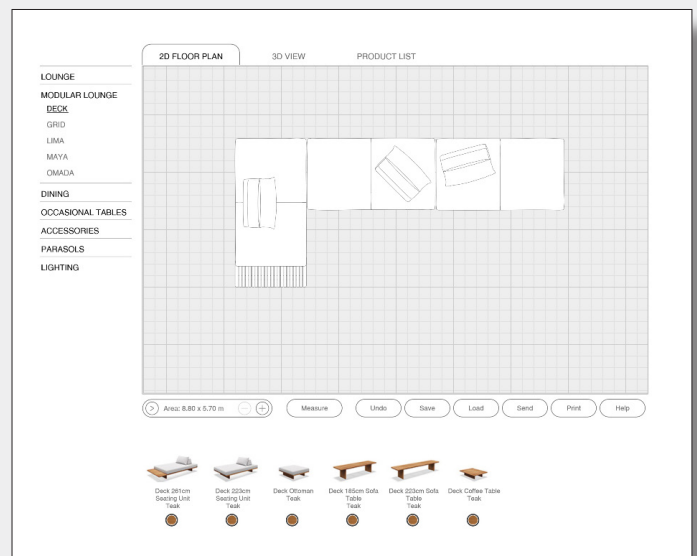 2D FLOOR PLAN
3D VIEW
PRODUCT LIST
LOUNGE
MODULAR LOUNGE
DECK
GRID
LIMA
MAYA
OMADA
DINING
OCCASIONAL TABLES
ACCESSORIES
PARASOLS
LIGHTING
Area: 8.80 x 5.70 m
Measure
Undo
Save
Load
Send
Print
Help
Deck 261cm
Seating Unit
Teak
Deck 223cm
Seating Unit
Teak
Deck Ottoman
Teak
Deck 165cm Sofa
Table
Teak
Deck 223cm Sofa
Table
Teak
Deck Coffee Table
Teak